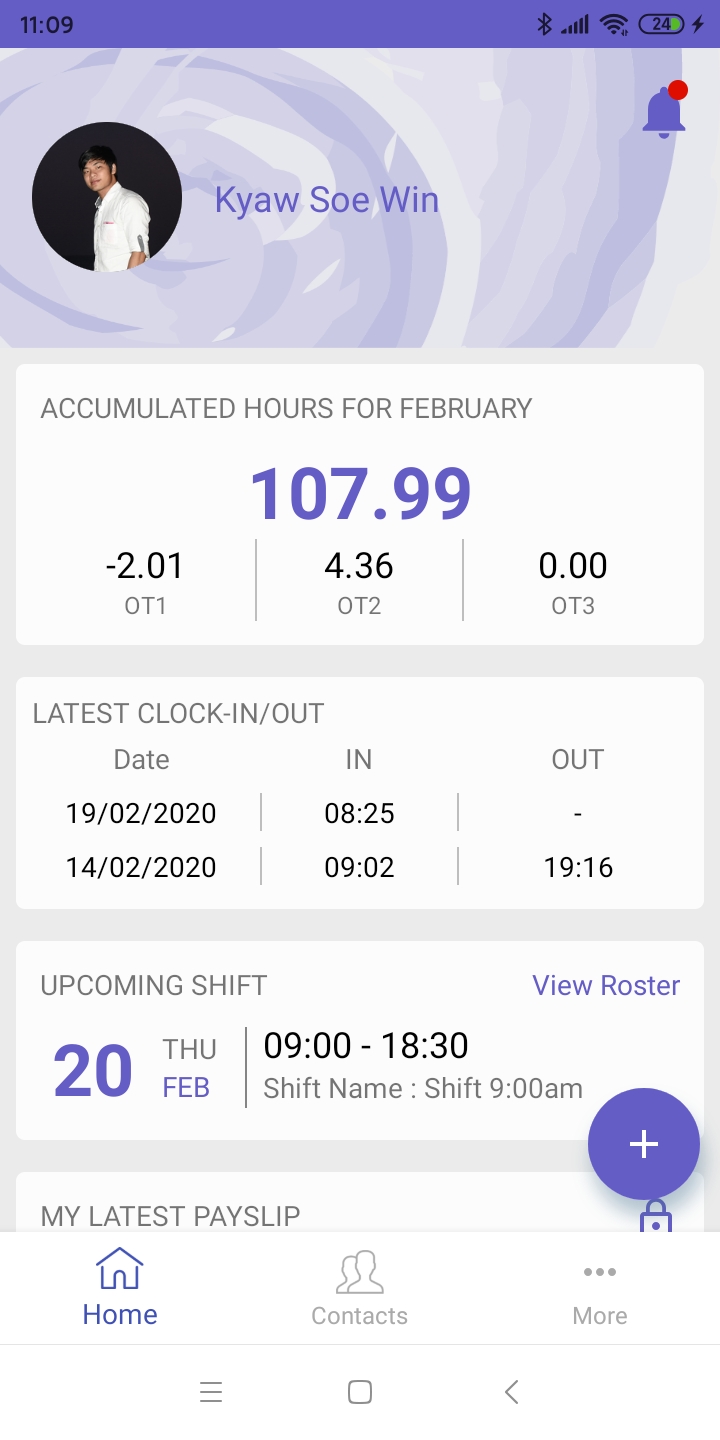 11:09
24
Kyaw Soe Win
ACCUMULATED HOURS FOR FEBRUARY
107.99
-2.01 4.36 0.00
OT1 OT2 OT3
LATEST CLOCK-IN/OUT
Date IN OUT
19/02/2020 08:25 -
14/02/2020 09:02 19:16
UPCOMING SHIFT View Roster
20 THU 09:00 - 18:30
FEB Shift Name : Shift 9:00am
MY LATEST PAYSLIP
Home Contacts More